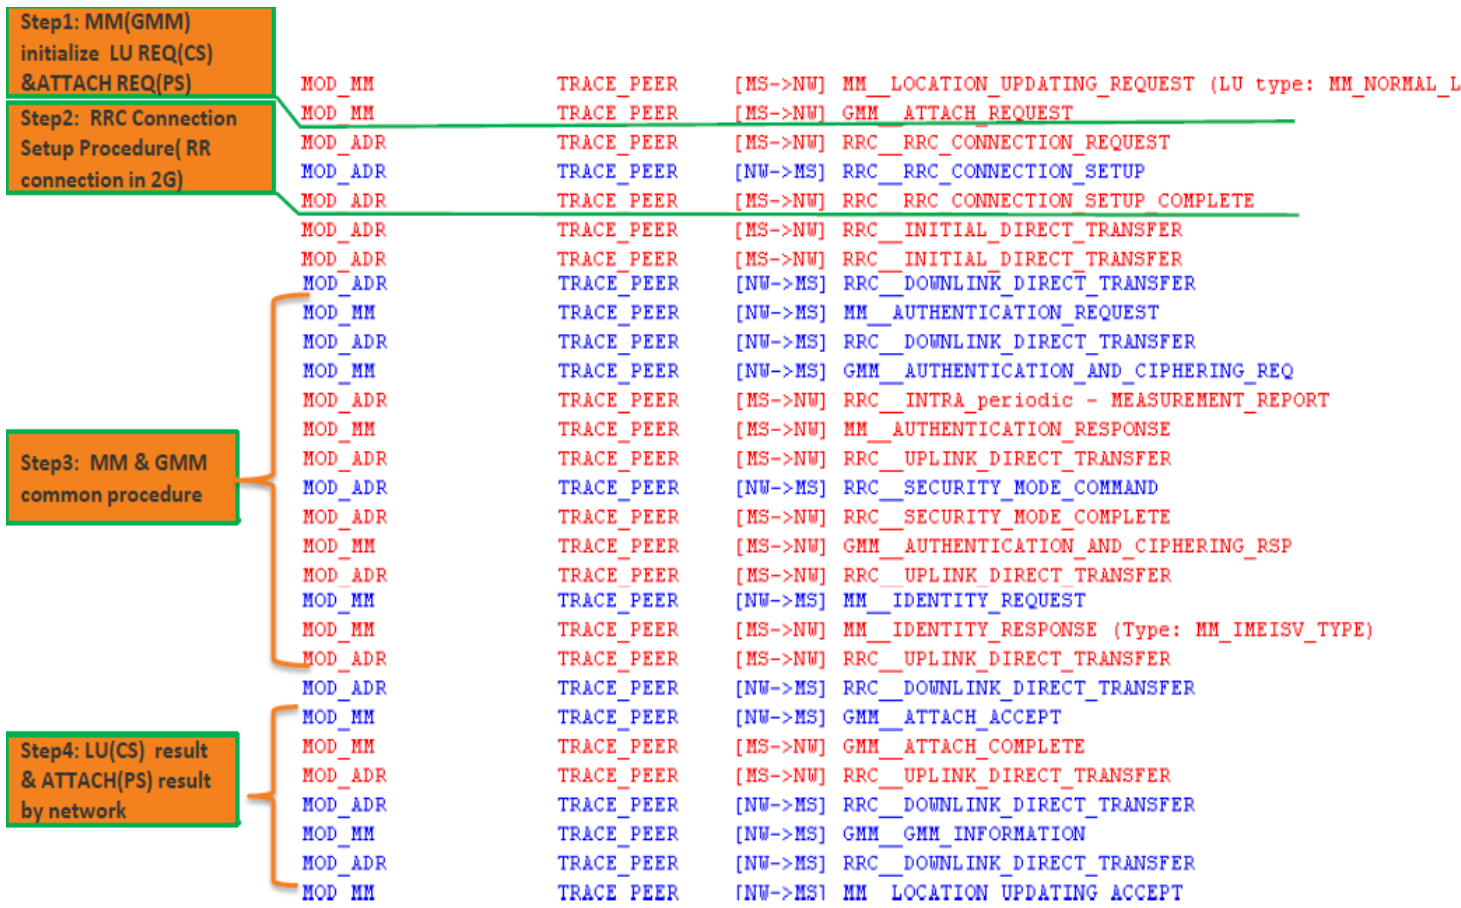 Step1: MM(GMM)
initialize LU REQ(CS)
&ATTACH REQ(PS)
Step2: RRC Connection
Setup Procedure( RR
connection in 2G)
Step3: MM & GMM
common procedure
Step4: LU(CS) result
& ATTACH(PS) result
by network
MOD_MM TRACE_PEER [MS->NW] MM__LOCATION_UPDATING_REQUEST (LU type: MM_NORMAL_L
MOD_MM TRACE_PEER [MS->NW] GMM__ATTACH_REQUEST
MOD_ADR TRACE_PEER [MS->NW] RRC__RRC_CONNECTION_REQUEST
MOD_ADR TRACE_PEER [NW->MS] RRC__RRC_CONNECTION_SETUP
MOD_ADR TRACE_PEER [MS->NW] RRC__RRC_CONNECTION_SETUP_COMPLETE
MOD_ADR TRACE_PEER [MS->NW] RRC__INITIAL_DIRECT_TRANSFER
MOD_ADR TRACE_PEER [MS->NW] RRC__INITIAL_DIRECT_TRANSFER
MOD_ADR TRACE_PEER [NW->MS] RRC__DOWNLINK_DIRECT_TRANSFER
MOD_MM TRACE_PEER [NW->MS] MM__AUTHENTICATION_REQUEST
MOD_ADR TRACE_PEER [NW->MS] RRC__DOWNLINK_DIRECT_TRANSFER
MOD_MM TRACE_PEER [NW->MS] GMM__AUTHENTICATION_AND_CIPHERING_REQ
MOD_ADR TRACE_PEER [MS->NW] RRC__INTRA_periodic - MEASUREMENT_REPORT
MOD_MM TRACE_PEER [MS->NW] MM__AUTHENTICATION_RESPONSE
MOD_ADR TRACE_PEER [MS->NW] RRC__UPLINK_DIRECT_TRANSFER
MOD_ADR TRACE_PEER [NW->MS] RRC__SECURITY_MODE_COMMAND
MOD_ADR TRACE_PEER [MS->NW] RRC__SECURITY_MODE_COMPLETE
MOD_MM TRACE_PEER [MS->NW] GMM__AUTHENTICATION_AND_CIPHERING_RSP
MOD_ADR TRACE_PEER [MS->NW] RRC__UPLINK_DIRECT_TRANSFER
MOD_MM TRACE_PEER [NW->MS] MM__IDENTITY_REQUEST
MOD_MM TRACE_PEER [MS->NW] MM__IDENTITY_RESPONSE (Type: MM_IMEISV_TYPE)
MOD_ADR TRACE_PEER [MS->NW] RRC__UPLINK_DIRECT_TRANSFER
MOD_ADR TRACE_PEER [NW->MS] RRC__DOWNLINK_DIRECT_TRANSFER
MOD_MM TRACE_PEER [NW->MS] GMM__ATTACH_ACCEPT
MOD_MM TRACE_PEER [MS->NW] GMM__ATTACH_COMPLETE
MOD_ADR TRACE_PEER [MS->NW] RRC__UPLINK_DIRECT_TRANSFER
MOD_ADR TRACE_PEER [NW->MS] RRC__DOWNLINK_DIRECT_TRANSFER
MOD_MM TRACE_PEER [NW->MS] GMM__GMM_INFORMATION
MOD_ADR TRACE_PEER [NW->MS] RRC__DOWNLINK_DIRECT_TRANSFER
MOD_MM TRACE_PEER [NW->MS] MM__LOCATION_UPDATING_ACCEPT